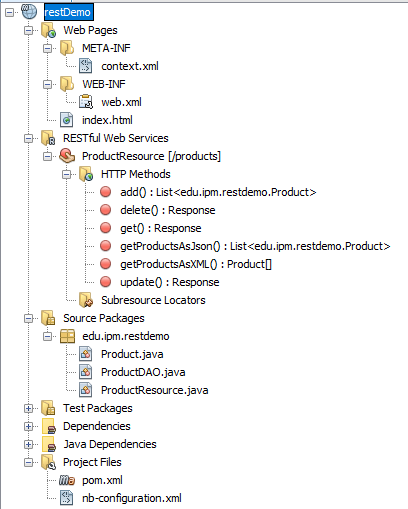 restDemo
Web Pages
META-INF
context.xml
WEB-INF
web.xml
index.html
RESTful Web Services
ProductResource [/products]
HTTP Methods
add() : List<edu.ipm.restdemo.Product>
delete() : Response
get() : Response
getProductsAsJson() : List<edu.ipm.restdemo.Product>
getProductsAsXML() : Product[]
update() : Response
Subresource Locators
Source Packages
edu.ipm.restdemo
Product.java
ProductDAO.java
ProductResource.java
Test Packages
Dependencies
Java Dependencies
Project Files
pom.xml
nb-configuration.xml